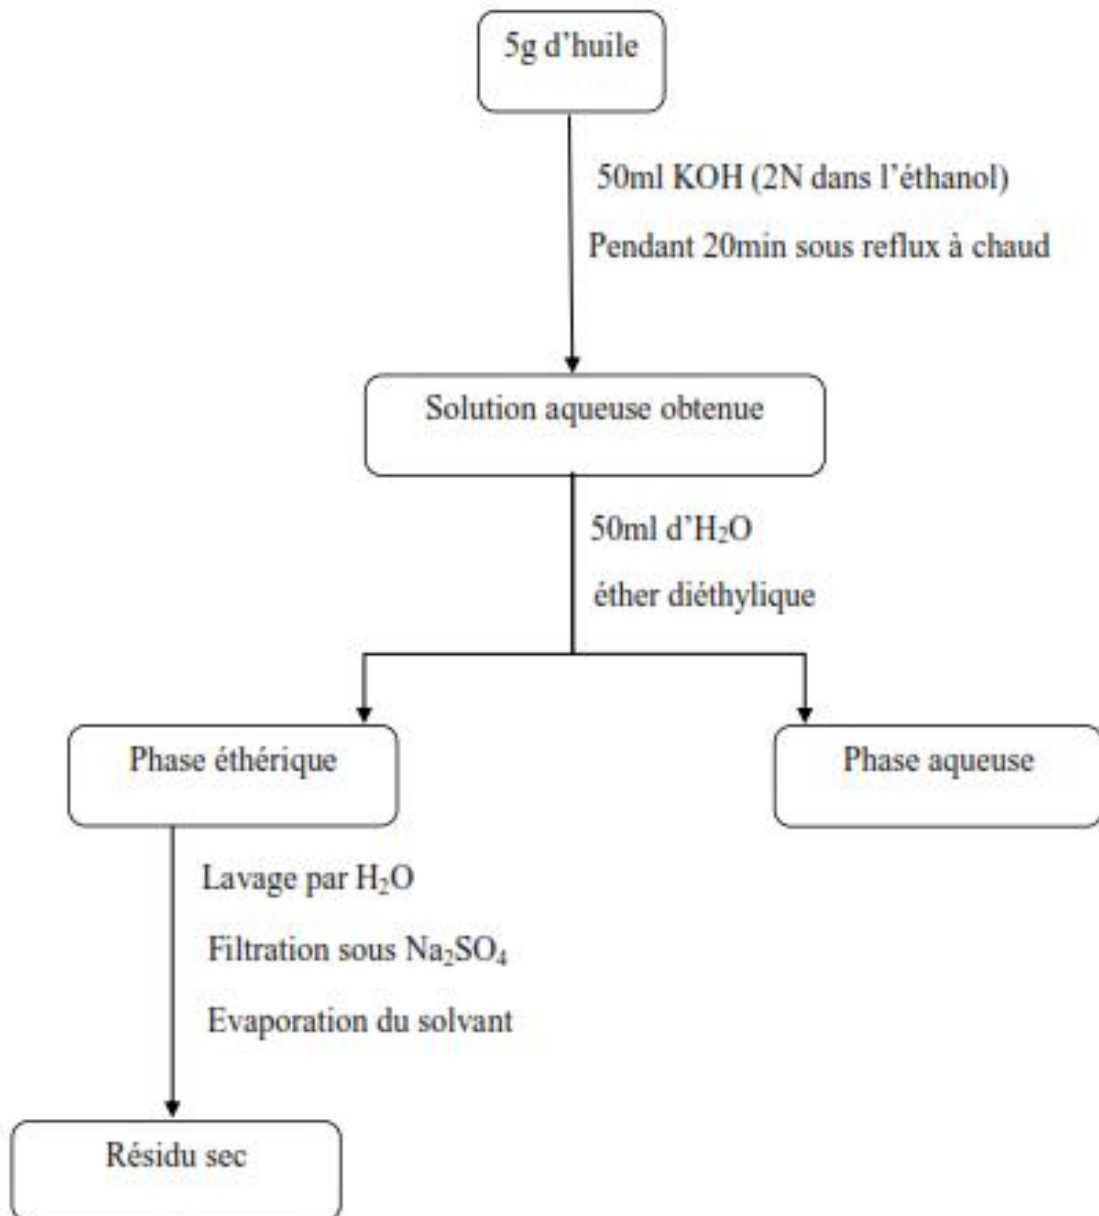 5g d’huile
50ml KOH (2N dans l’éthanol)
Pendant 20min sous reflux à chaud
Solution aqueuse obtenue
50ml d’H₂O
éther diéthylique
Phase éthérique
Phase aqueuse
Lavage par H₂O
Filtration sous Na₂SO₄
Evaporation du solvant
Résidu sec